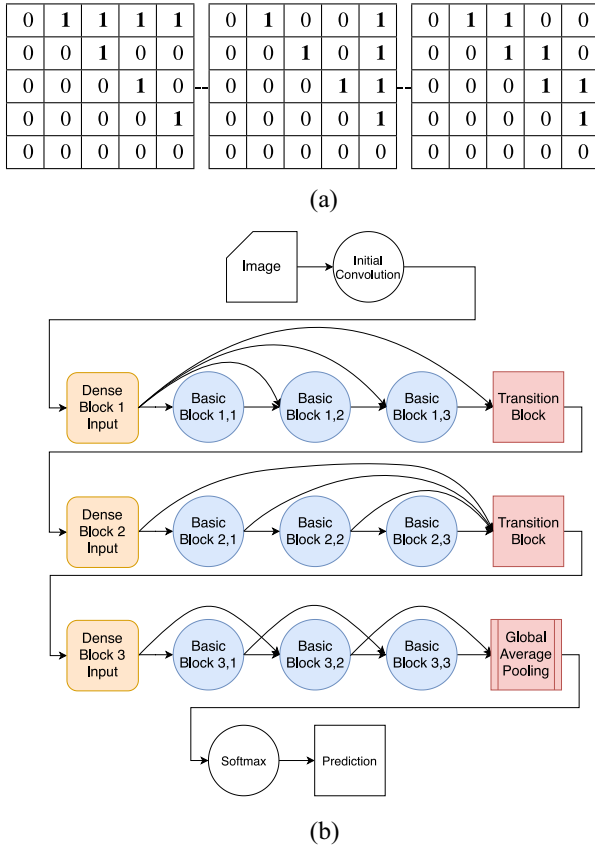 0 1 1 1 1 0 1 0 0 1 0 1 1 0 0
0 0 1 0 0 0 0 1 0 1 0 0 1 1 0
0 0 0 1 0 0 0 0 1 1 0 0 0 1 1
0 0 0 0 1 0 0 0 0 1 0 0 0 0 1
0 0 0 0 0 0 0 0 0 0 0 0 0 0 0
(a)
Image
Initial
Convolution
Dense
Block 1
Input
Basic
Block 1,1
Basic
Block 1,2
Basic
Block 1,3
Transition
Block
Dense
Block 2
Input
Basic
Block 2,1
Basic
Block 2,2
Basic
Block 2,3
Transition
Block
Dense
Block 3
Input
Basic
Block 3,1
Basic
Block 3,2
Basic
Block 3,3
Global
Average
Pooling
Softmax
Prediction
(b)